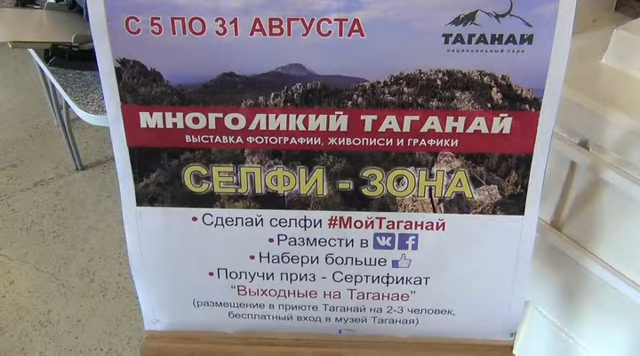 С 5 ПО 31 АВГУСТА
ТАГАНАЙ
НАЦИОНАЛЬНЫЙ ПАРК
МНОГОЛИКИЙ ТАГАНАЙ
ВЫСТАВКА ФОТОГРАФИИ, ЖИВОПИСИ И ГРАФИКИ
СЕЛФИ - ЗОНА
• Сделай селфи #МойТаганай
• Размести в
• Набери больше
• Получи приз - Сертификат
"Выходные на Таганае"
(размещение в приюте Таганай на 2-3 человек,
бесплатный вход в музей Таганая)